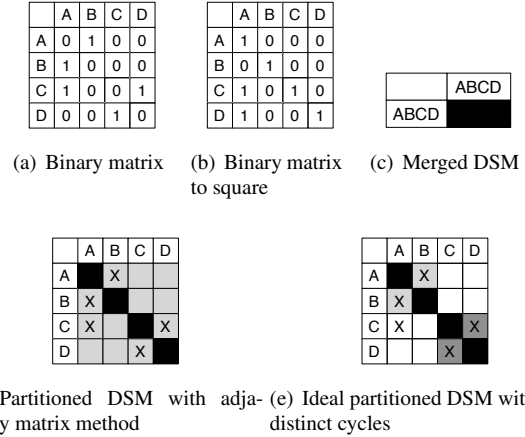 A B C D A B C D
A 0 1 0 0 A 1 0 0 0
B 1 0 0 0 B 0 1 0 0 ABCD
C 1 0 0 1 C 1 0 1 0 ABCD
D 0 0 1 0 D 1 0 0 1
(a) Binary matrix (b) Binary matrix (c) Merged DSM
to square
A B C D A B C D
A X A X
B X B X
C X X C X X
D X D X
Partitioned DSM with adja- (e) Ideal partitioned DSM wit
y matrix method distinct cycles